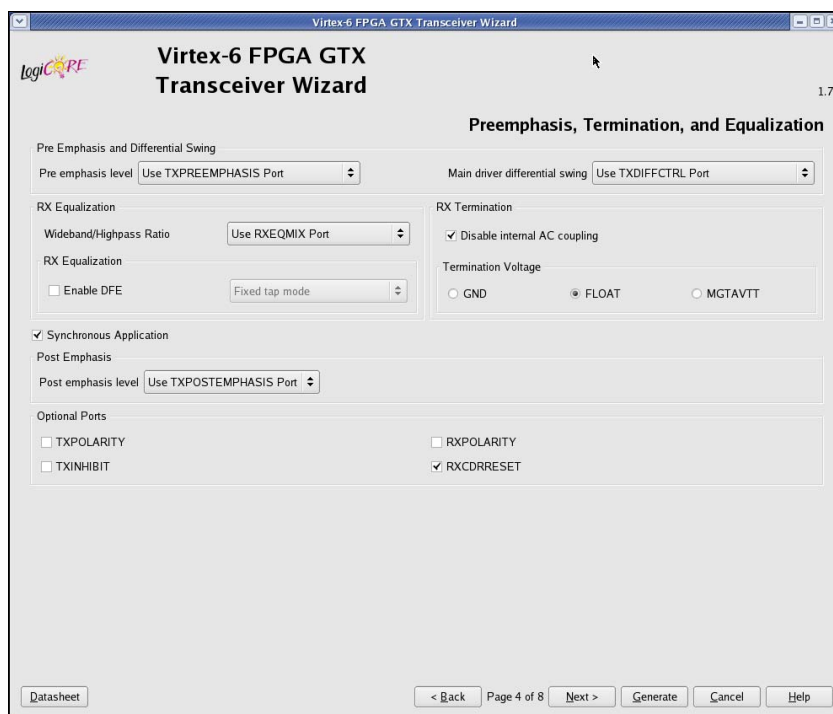 Virtex-6 FPGA GTX Transceiver Wizard
LogiCORE
Virtex-6 FPGA GTX
Transceiver Wizard
1.7
Preemphasis, Termination, and Equalization
Pre Emphasis and Differential Swing
Pre emphasis level Use TXPREEMPHASIS Port Main driver differential swing Use TXDIFFCTRL Port
RX Equalization
Wideband/Highpass Ratio Use RXEQMIX Port
RX Equalization
Enable DFE Fixed tap mode
RX Termination
Disable internal AC coupling
Termination Voltage
GND FLOAT MGTAVTT
Synchronous Application
Post Emphasis
Post emphasis level Use TXPOSTEMPHASIS Port
Optional Ports
TXPOLARITY RXPOLARITY
TXINHIBIT RXCDRRESET
Datasheet < Back Page 4 of 8 Next > Generate Cancel Help